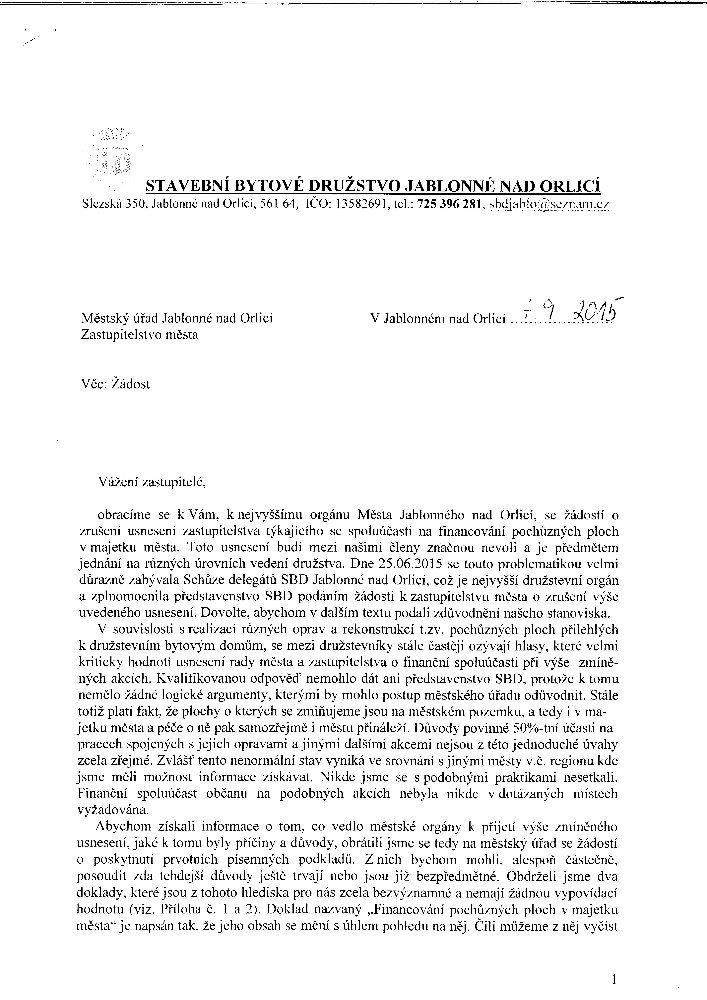 STAVEBNÍ BYTOVÉ DRUŽSTVO JABLONNÉ NAD ORLICÍ
Slezská 350, Jablonné nad Orlicí, 561 64, IČO: 13582691, tel.: 725 396 281, sbdjablo@seznam.cz
Městský úřad Jablonné nad Orlicí
Zastupitelstvo města
V Jablonném nad Orlicí 9 2015
Věc: Žádost
Vážení zastupitelé,
obracíme se k Vám, k nejvyššímu orgánu Města Jablonného nad Orlicí, se žádostí o
zrušení usnesení zastupitelstva týkajícího se spoluúčasti na financování pochůzných ploch
v majetku města. Toto usnesení budí mezi našimi členy značnou nevoli a je předmětem
jednání na různých úrovních vedení družstva. Dne 25.06.2015 se touto problematikou velmi
důrazně zabývala Schůze delegátů SBD Jablonné nad Orlicí, což je nejvyšší družstevní orgán
a zplnomocnila představenstvo SBD podáním žádosti k zastupitelstvu města o zrušení výše
uvedeného usnesení. Dovolte, abychom v dalším textu podali zdůvodnění našeho stanoviska.
V souvislosti s realizací různých oprav a rekonstrukcí t.zv. pochůzných ploch přilehlých
k družstevním bytovým domům, se mezi družstevníky stále častěji ozývají hlasy, které velmi
kriticky hodnotí usnesení rady města a zastupitelstva o finanční spoluúčasti při výše zmíně-
ných akcích. Kvalifikovanou odpověď nemohlo dát ani představenstvo SBD, protože k tomu
nemělo žádné logické argumenty, kterými by mohlo postup městského úřadu odůvodnit. Stále
totiž platí fakt, že plochy o kterých se zmiňujeme jsou na městském pozemku, a tedy i v ma-
jetku města a péče o ně pak samozřejmě i městu přináleží. Důvody povinné 50%-tní účasti na
pracech spojených s jejich opravami a jinými dalšími akcemi nejsou z této jednoduché úvahy
zcela zřejmé. Zvlášť tento nenormální stav vyniká ve srovnání s jinými městy v.č. regionu kde
jsme měli možnost informace získávat. Nikde jsme se s podobnými praktikami nesetkali.
Finanční spoluúčast občanů na podobných akcích nebyla nikde v dotázaných místech
vyžadována.
Abychom získali informace o tom, co vedlo městské orgány k přijetí výše zmíněného
usnesení, jaké k tomu byly příčiny a důvody, obrátili jsme se tedy na městský úřad se žádostí
o poskytnutí prvotních písemných podkladů. Z nich bychom mohli, alespoň částečně,
posoudit zda tehdejší důvody ještě trvají nebo jsou již bezpředmětné. Obdrželi jsme dva
doklady, které jsou z tohoto hlediska pro nás zcela bezvýznamné a nemají žádnou vypovídací
hodnotu (viz. Příloha č. 1 a 2). Doklad nazvaný „Financování pochůzných ploch v majetku
města“ je napsán tak, že jeho obsah se mění s úhlem pohledu na něj. Čili můžeme z něj vyčíst
1